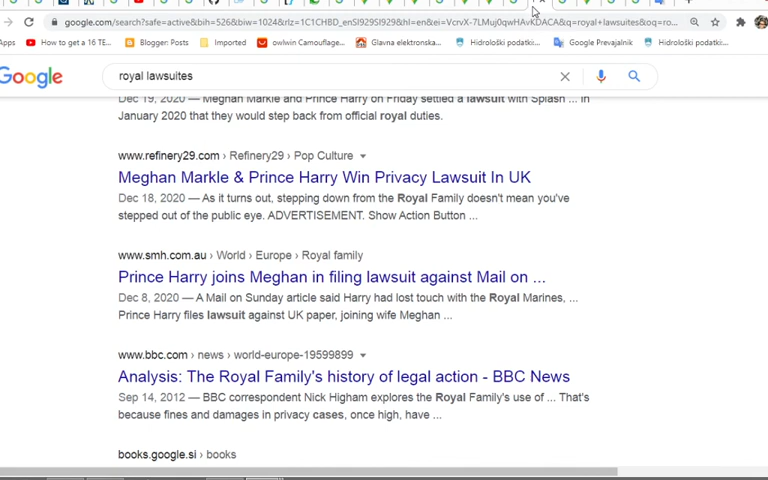 google.com/search?safe=active&bih=526&biw=1024&rlz=1C1CHBD_enSI929SI929&hl=en&ei=VcrvX-7LMuj0qwHAvKDACA&q=royal+lawsuites&oq=ro...
Apps How to get a 16 TE... Blogger: Posts Imported owlwin Camouflage... Glavna elektronska... Hidrološki podatki... Google Prevajalnik Hidrološki podatki...
Google royal lawsuites
Dec 19, 2020 — Meghan Markle and Prince Harry on Friday settled a lawsuit with Splash ... In
January 2020 that they would step back from official royal duties.
www.refinery29.com › Refinery29 › Pop Culture
Meghan Markle & Prince Harry Win Privacy Lawsuit In UK
Dec 18, 2020 — As it turns out, stepping down from the Royal Family doesn't mean you've
stepped out of the public eye. ADVERTISEMENT. Show Action Button ...
www.smh.com.au › World › Europe › Royal family
Prince Harry joins Meghan in filing lawsuit against Mail on ...
Dec 8, 2020 — A Mail on Sunday article said Harry had lost touch with the Royal Marines, ...
Prince Harry files lawsuit against UK paper, joining wife Meghan ...
www.bbc.com › news › world-europe-19599899
Analysis: The Royal Family's history of legal action - BBC News
Sep 14, 2012 — BBC correspondent Nick Higham explores the Royal Family's use of ... That's
because fines and damages in privacy cases, once high, have ...
books.google.si › books